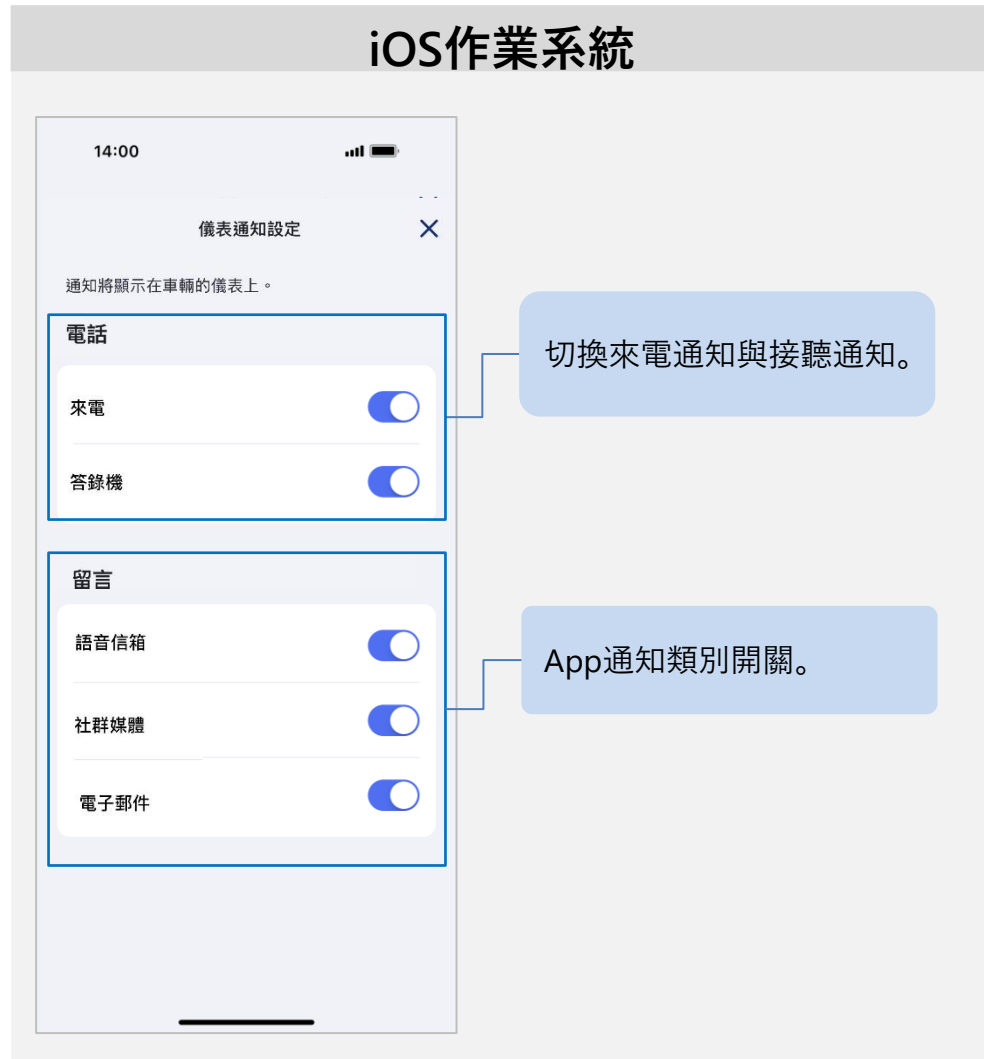 iOS作業系統
14:00
儀表通知設定
通知將顯示在車輛的儀表上。
電話
來電
答錄機
切換來電通知與接聽通知。
留言
語音信箱
社群媒體
電子郵件
App通知類別開關。